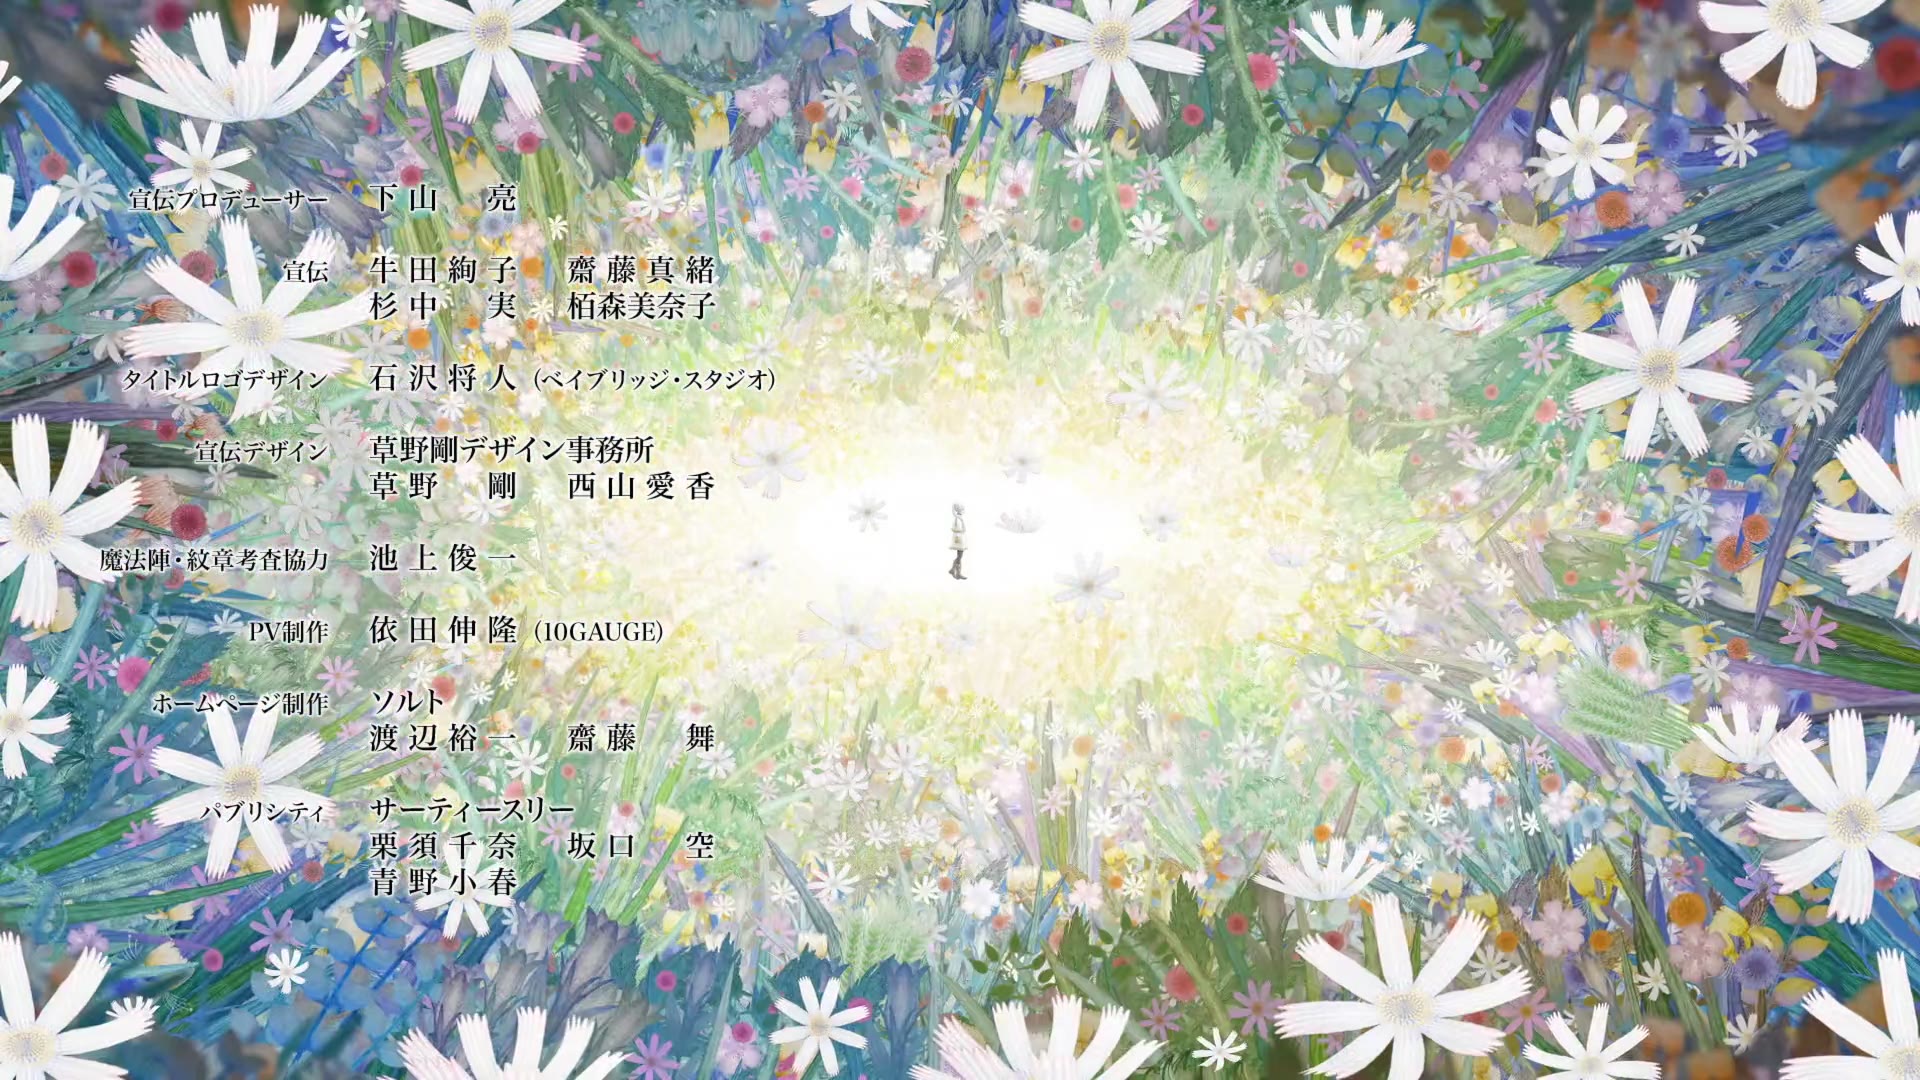 宣伝プロデューサー 下山 亮
宣伝 牛田絢子 齋藤真緒
杉中 実 栢森美奈子
タイトルロゴデザイン 石沢将人（ベイブリッジ・スタジオ）
宣伝デザイン 草野剛デザイン事務所
草野 剛 西山愛香
魔法陣・紋章考査協力 池上俊一
PV制作 依田伸隆（10GAUGE）
ホームページ制作 ソルト
渡辺裕一 齋藤 舞
パブリシティ サーティースリー
栗須千奈 坂口 空
青野小春